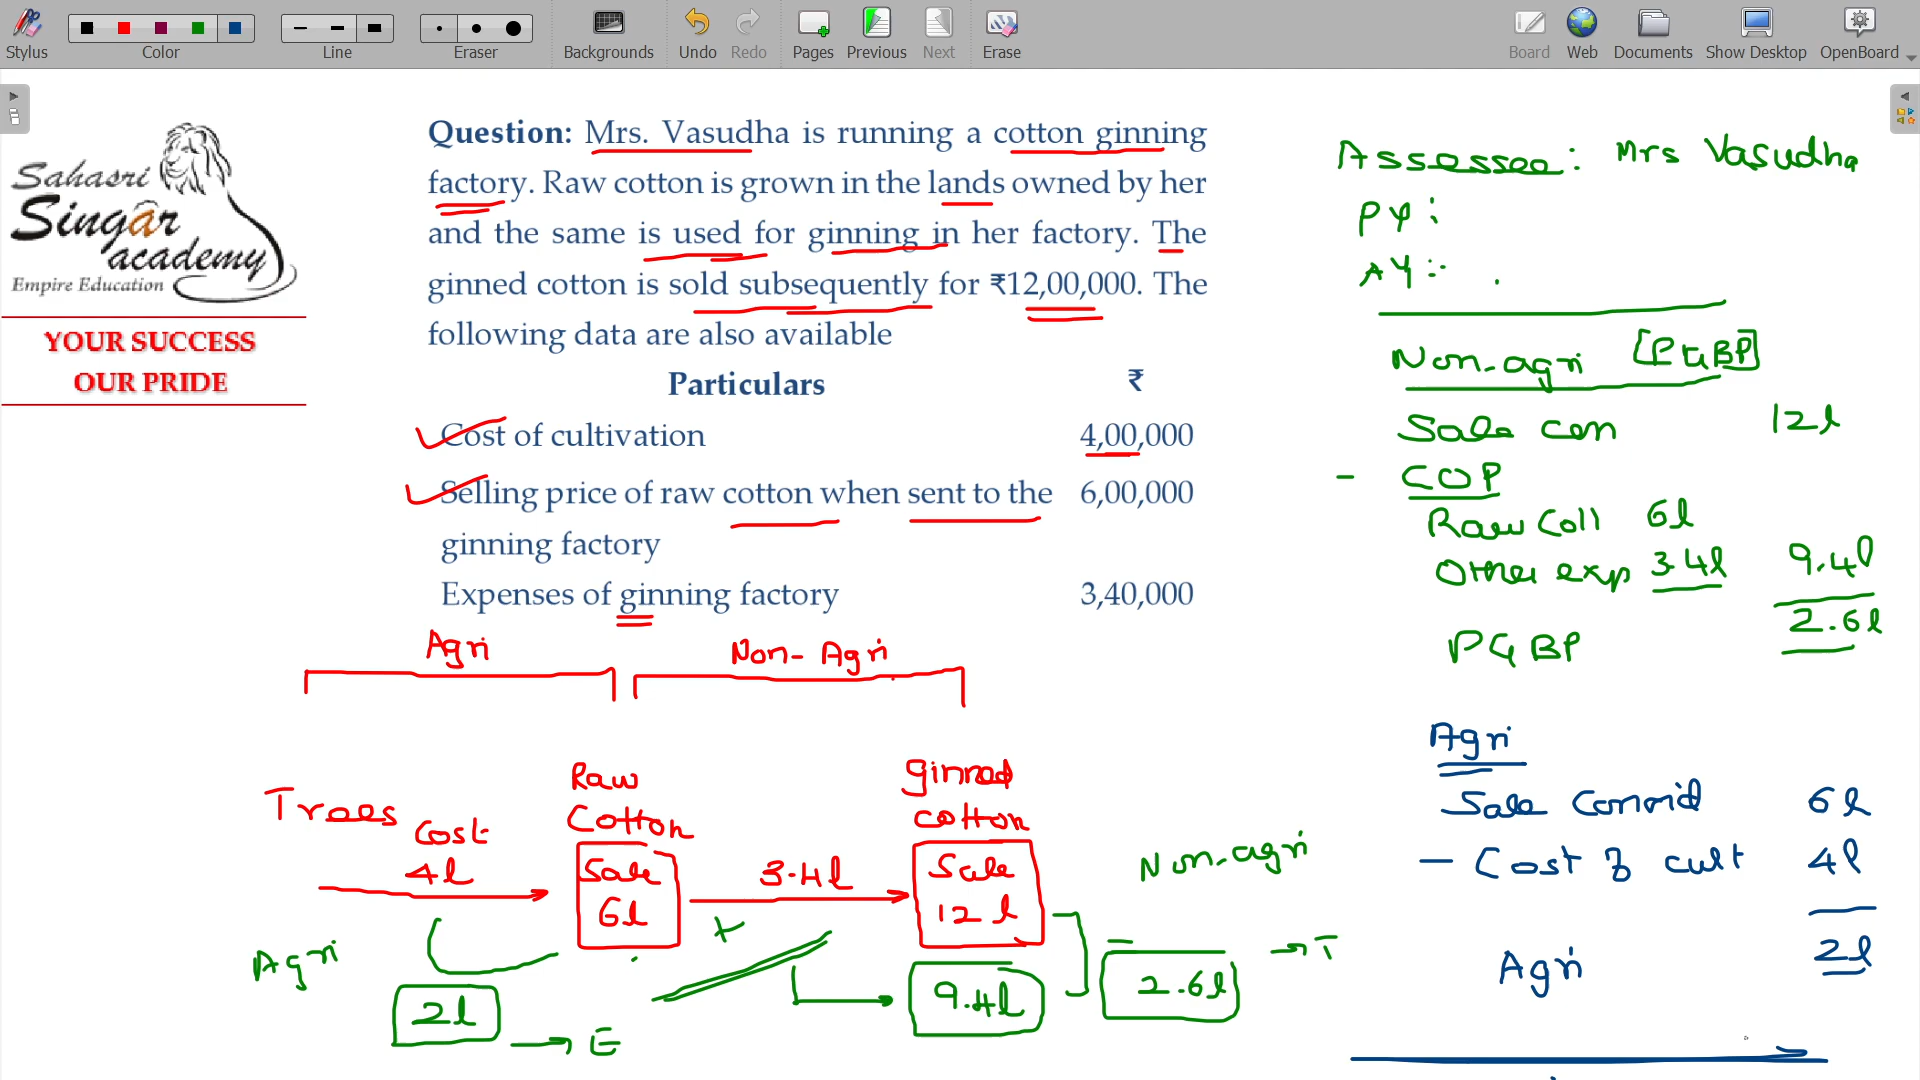 Stylus
Color
Line
Eraser
Backgrounds
Undo
Redo
Pages
Previous
Next
Erase
Board
Web
Documents
Show Desktop
OpenBoard
Sahasri
Singar
academy
Empire Education
YOUR SUCCESS
OUR PRIDE
Question: Mrs. Vasudha is running a cotton ginning
factory. Raw cotton is grown in the lands owned by her
and the same is used for ginning in her factory. The
ginned cotton is sold subsequently for ₹12,00,000. The
following data are also available
Particulars ₹
Cost of cultivation 4,00,000
Selling price of raw cotton when sent to the 6,00,000
ginning factory
Expenses of ginning factory 3,40,000
Agri Non-Agri
Trees
Cost
4l
Raw
Cotton
Sale
6l
3.4l
Ginned
cotton
Sale
12 l
Non-agri
Agri
2l → E
+
9.4l
2.6l → T
Assessee: Mrs Vasudha
PY:
AY:-
Non-agri [PGBP]
Sale con 12l
- COP
Raw Cott 6l
Other exp 3.4l 9.4l
2.6l
PGBP
Agri
Sale Consid 6l
- Cost of cult 4l
Agri 2l